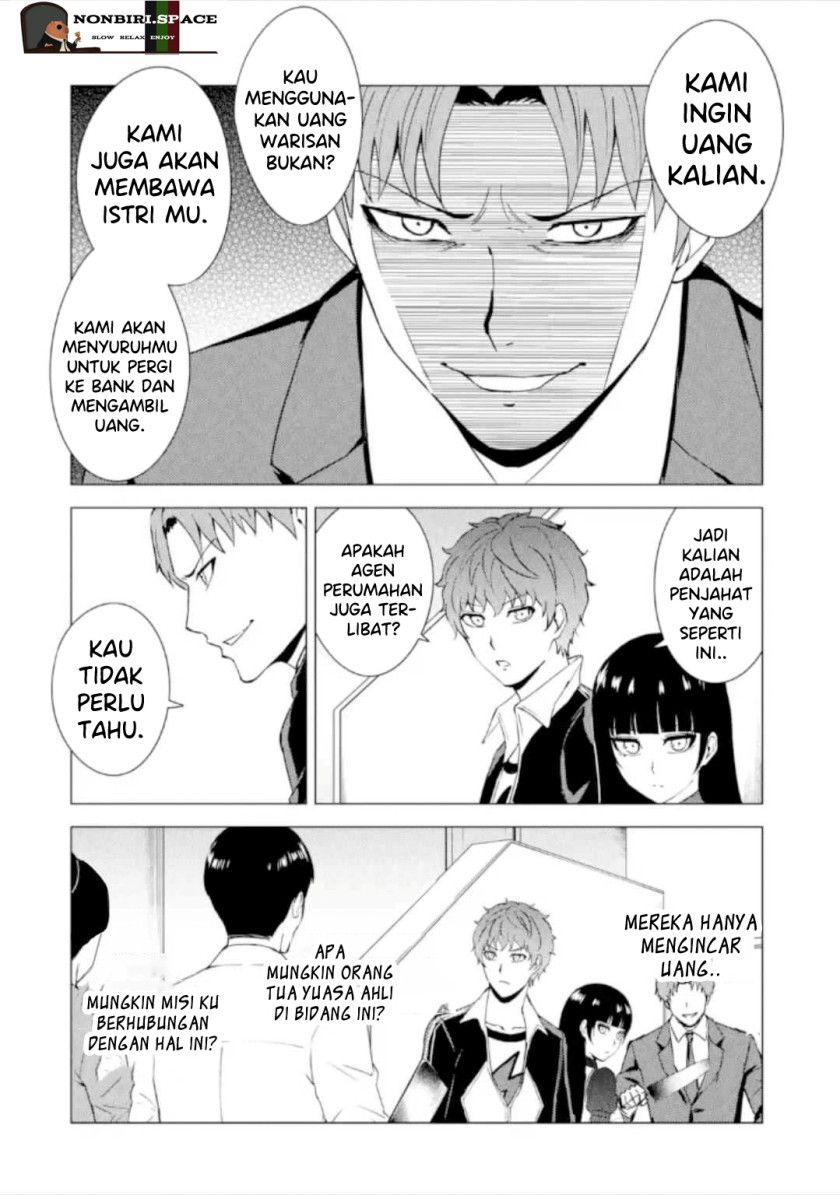 NONBIRI.SPACE
SLOW RELAX ENJOY
KAMI
INGIN
UANG
KALIAN.
KAU
MENGGUNA-
KAN UANG
WARISAN
BUKAN?
KAMI
JUGA AKAN
MEMBAWA
ISTRI MU.
KAMI AKAN
MENYURUHMU
UNTUK PERGI
KE BANK DAN
MENGAMBIL
UANG.
JADI
KALIAN
ADALAH
PENJAHAT
YANG
SEPERTI
INI..
APAKAH
AGEN
PERUMAHAN
JUGA TER-
LIBAT?
KAU
TIDAK
PERLU
TAHU.
MEREKA HANYA
MENGINCAR
UANG..
APA
MUNGKIN ORANG
TUA YUASA AHLI
DI BIDANG INI?
MUNGKIN MISI KU
BERHUBUNGAN
DENGAN HAL INI?